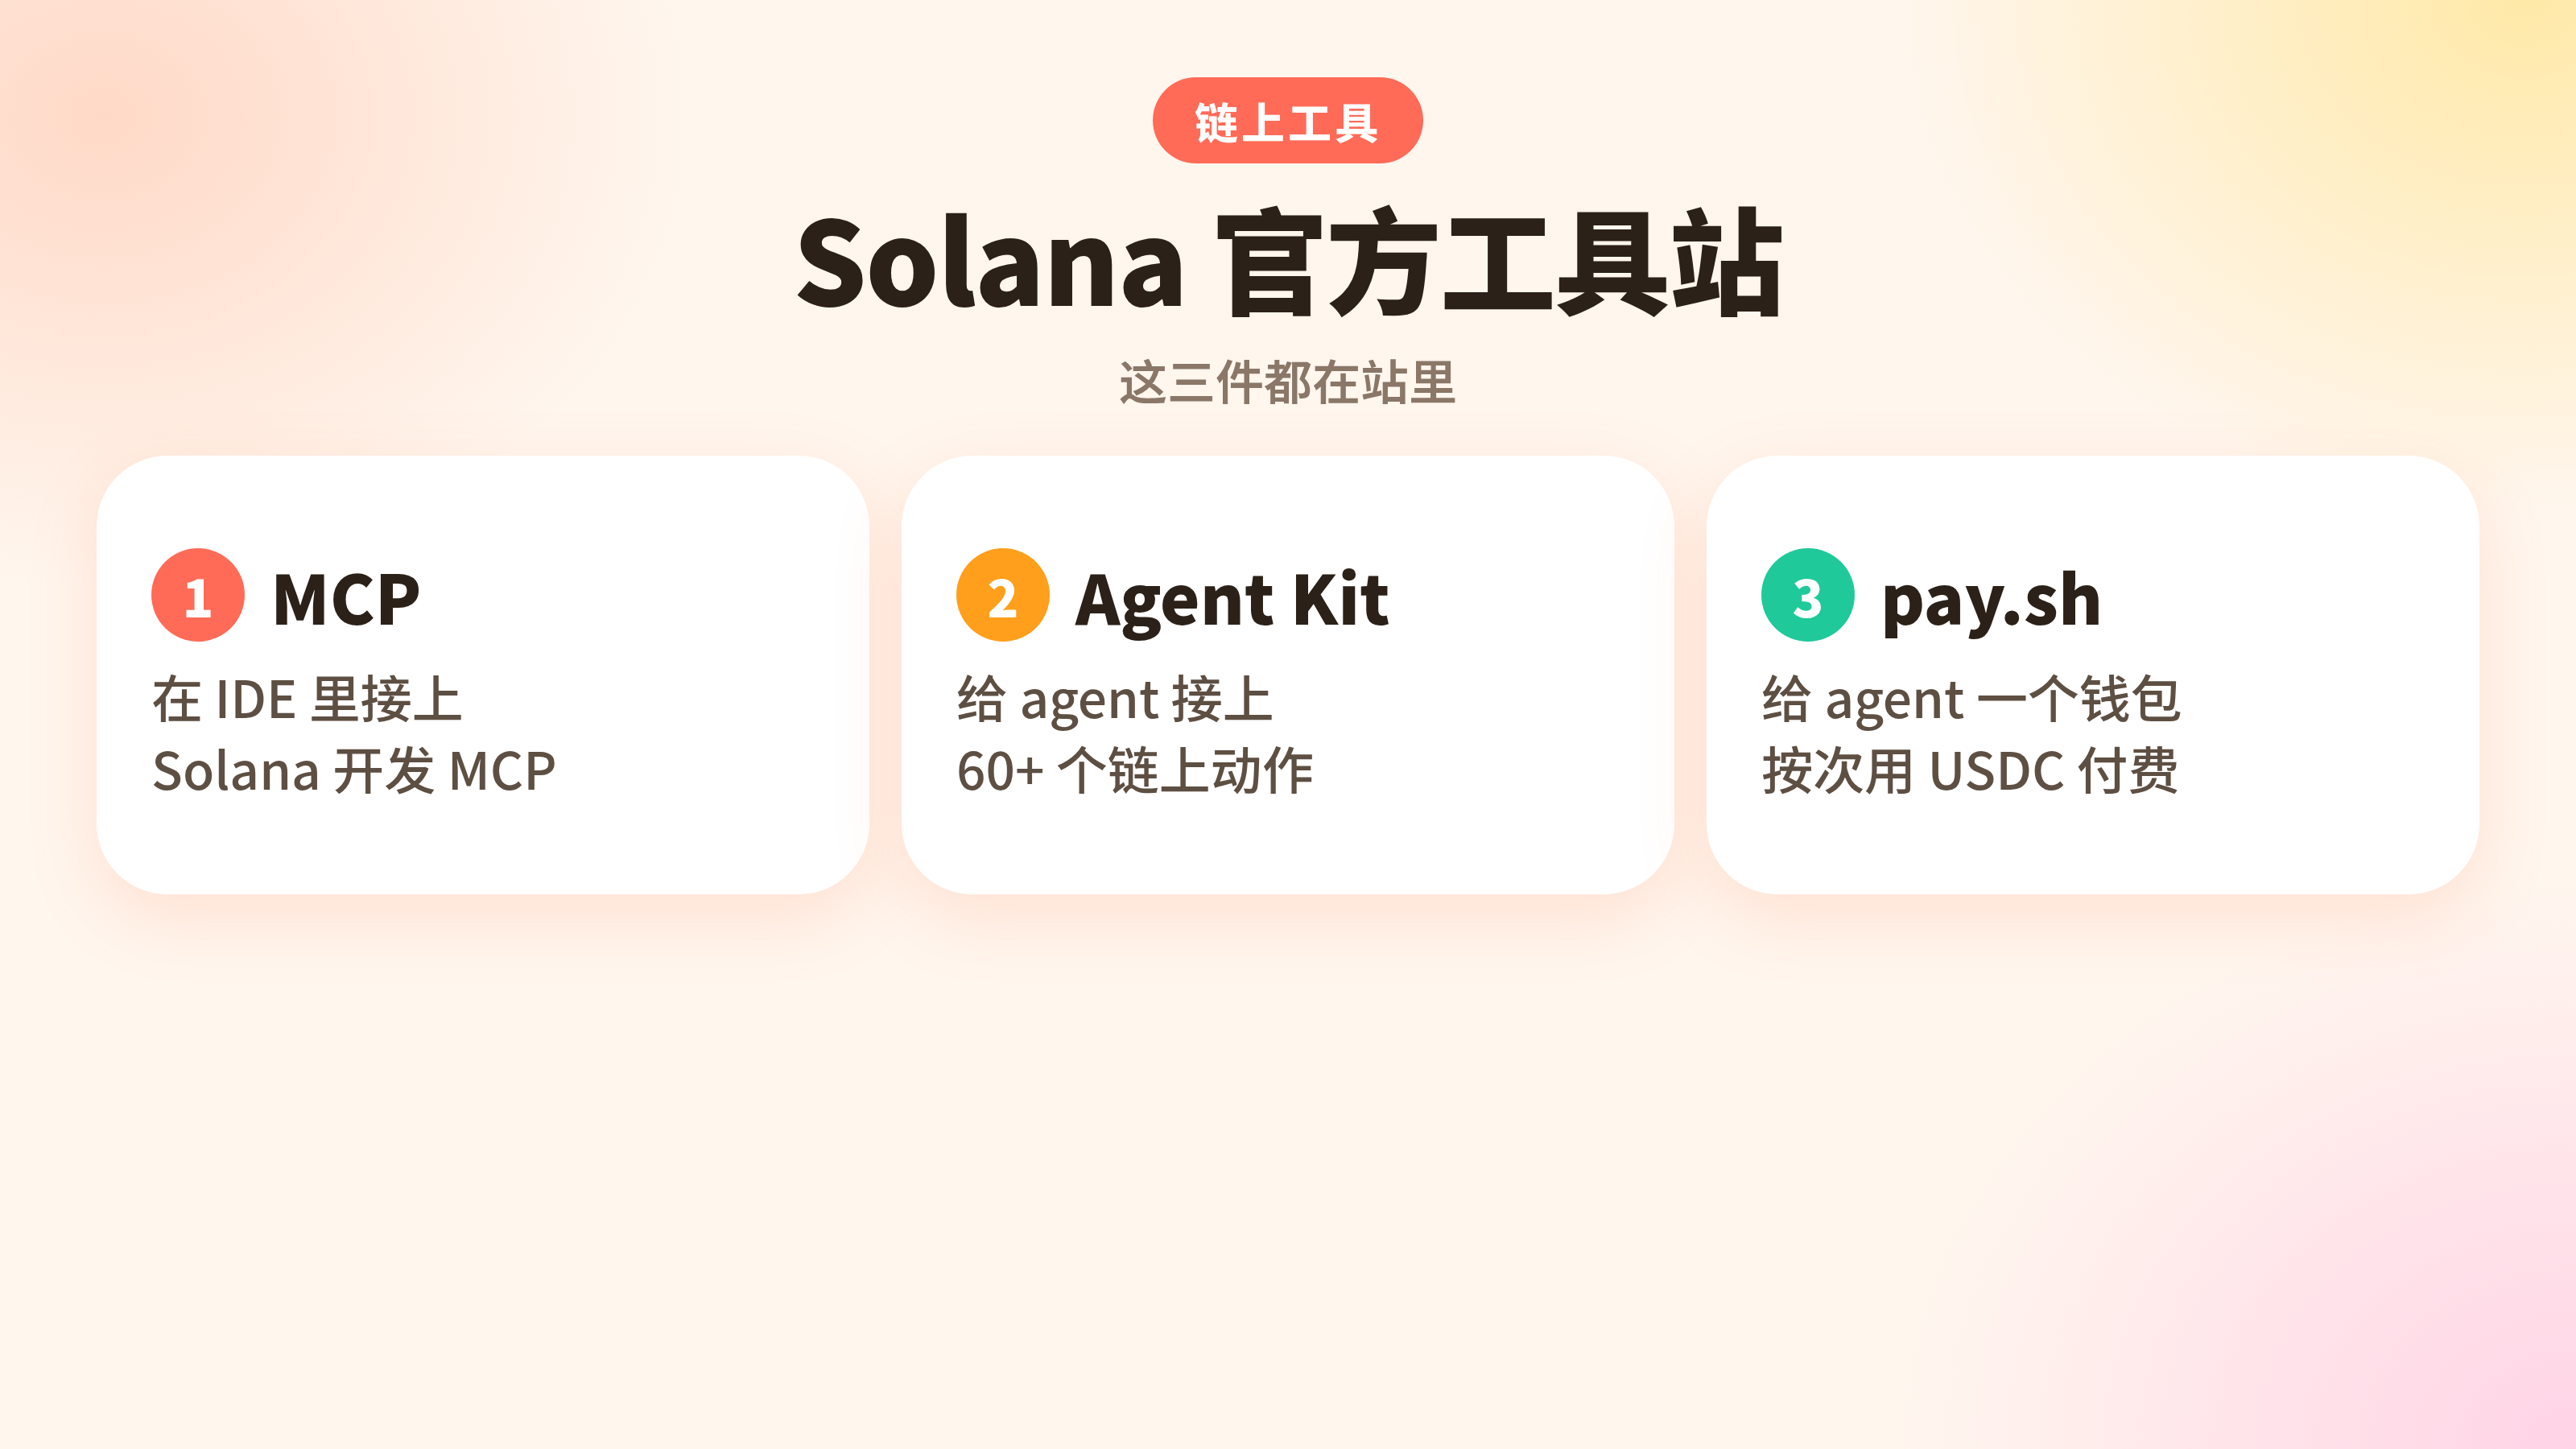 链上工具
Solana 官方工具站
这三件都在站里
1 MCP
在 IDE 里接上
Solana 开发 MCP
2 Agent Kit
给 agent 接上
60+ 个链上动作
3 pay.sh
给 agent 一个钱包
按次用 USDC 付费